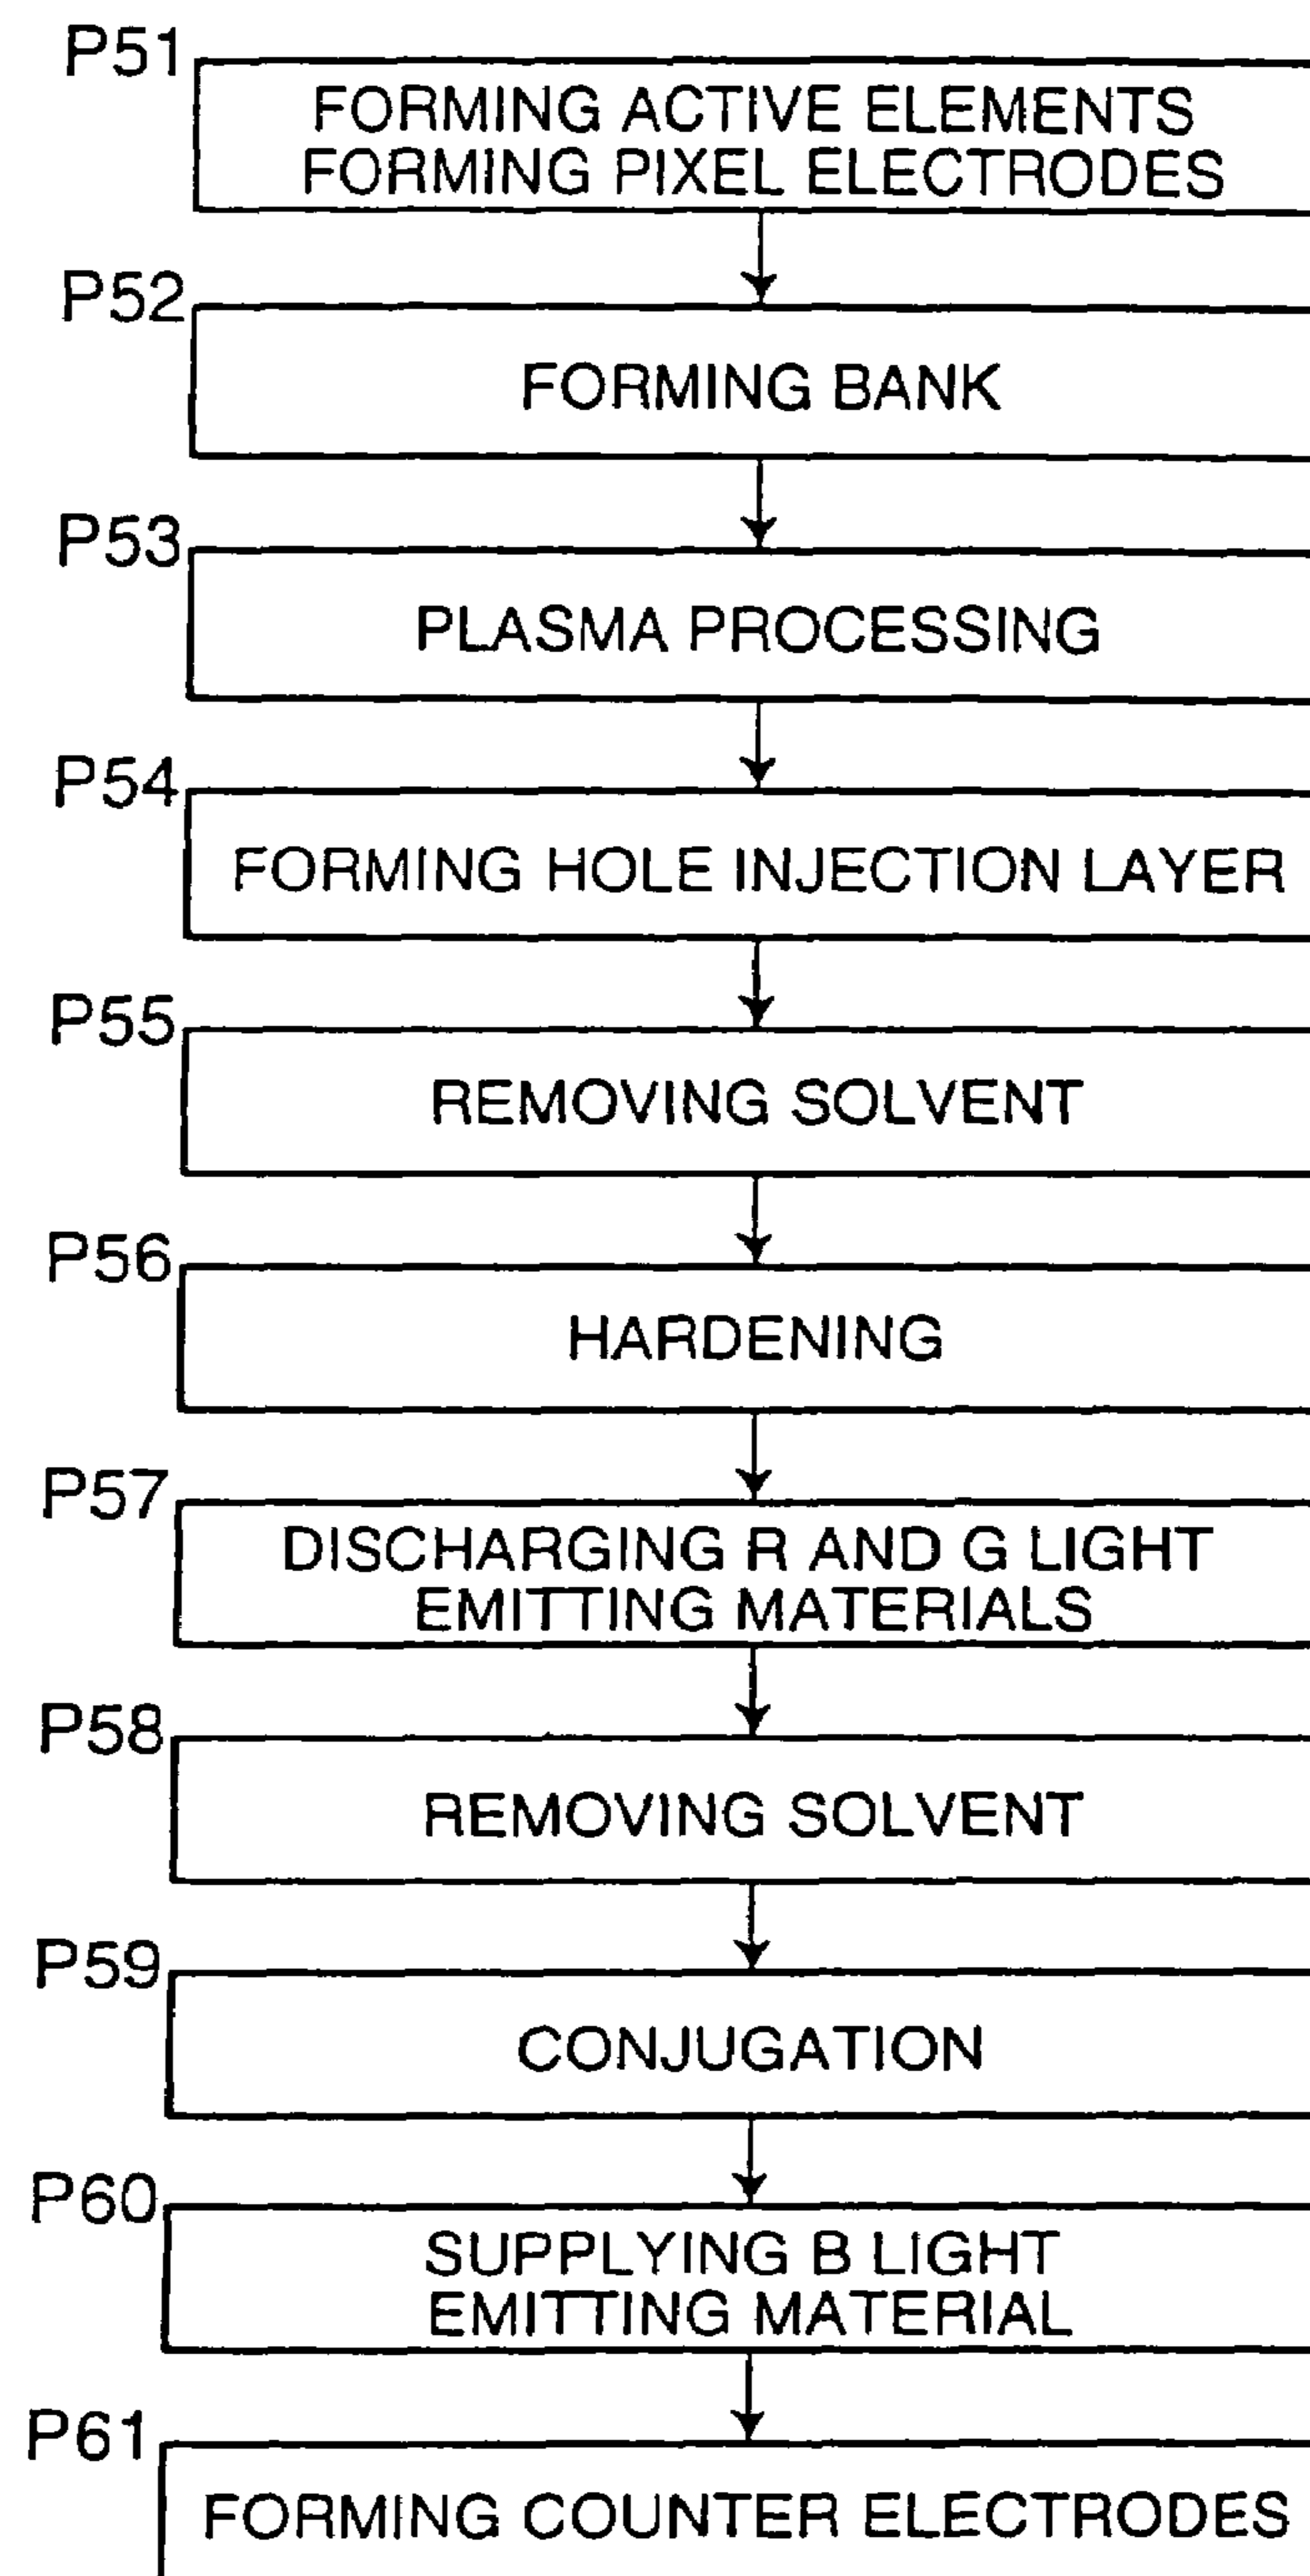 P51
FORMING ACTIVE ELEMENTS
FORMING PIXEL ELECTRODES
P52
FORMING BANK
P53
PLASMA PROCESSING
P54
FORMING HOLE INJECTION LAYER
P55
REMOVING SOLVENT
P56
HARDENING
P57
DISCHARGING R AND G LIGHT
EMITTING MATERIALS
P58
REMOVING SOLVENT
P59
CONJUGATION
P60
SUPPLYING B LIGHT
EMITTING MATERIAL
P61
FORMING COUNTER ELECTRODES